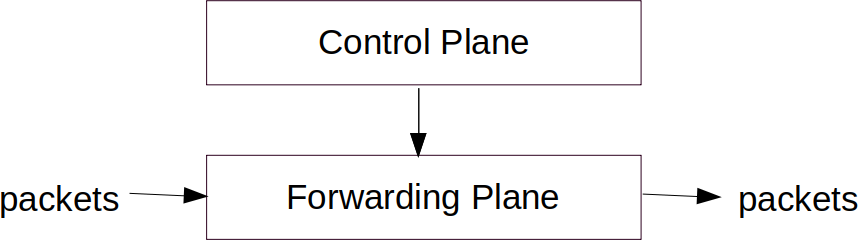 Control Plane
packets
Forwarding Plane
packets